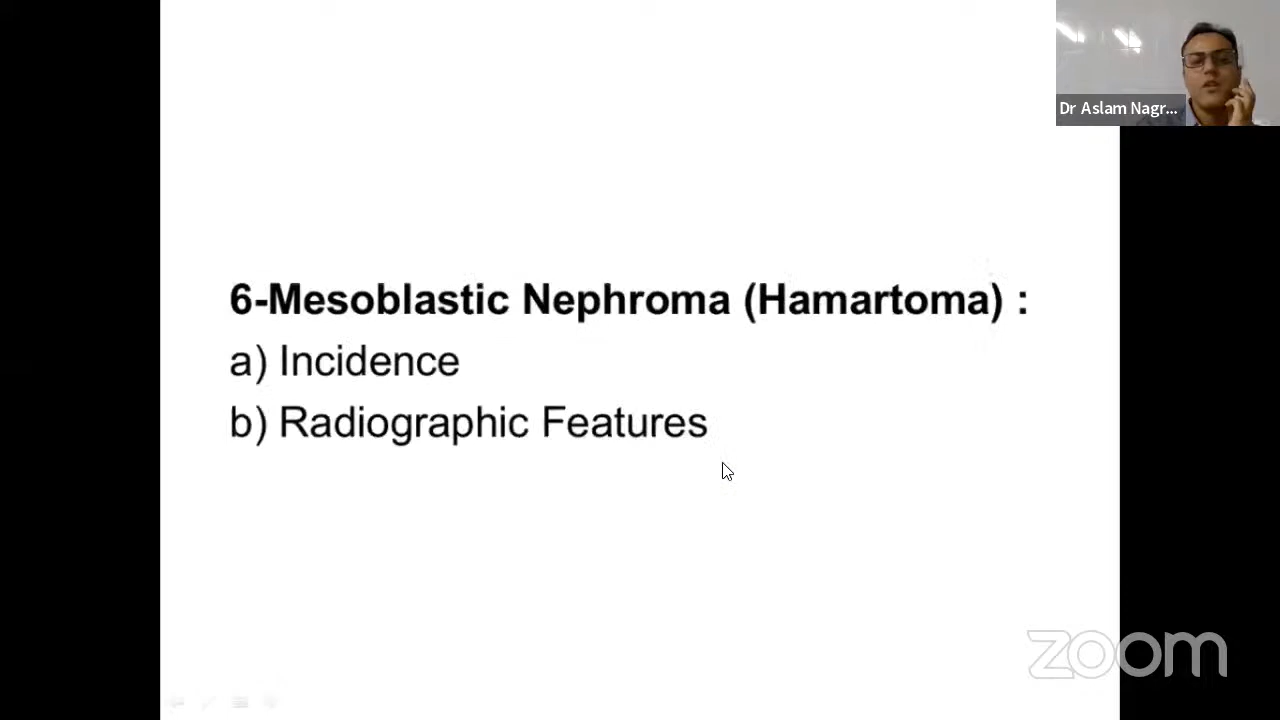 Dr Aslam Nagr...
6-Mesoblastic Nephroma (Hamartoma) :
a) Incidence
b) Radiographic Features
zoom